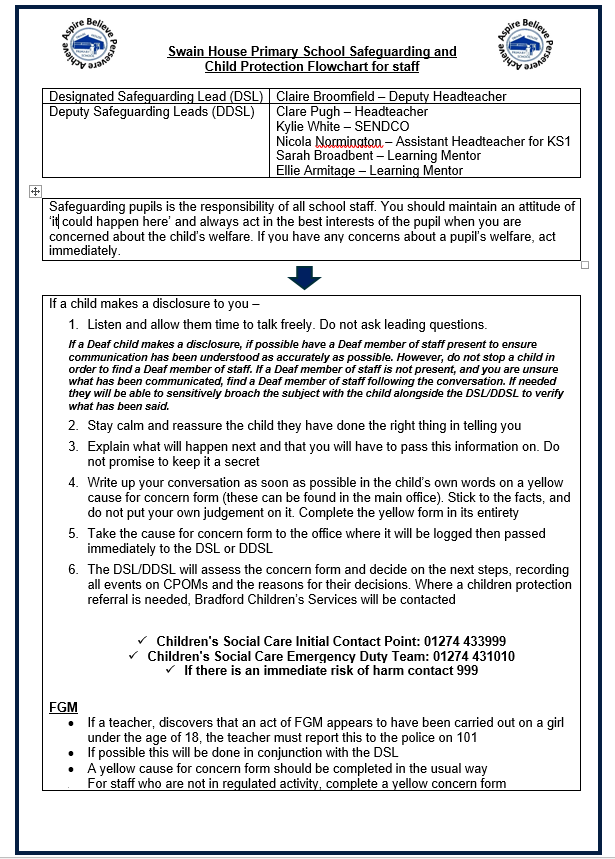 Aspire Believe Persevere Achieve
Aspire Believe Persevere Achieve
Swain House Primary School Safeguarding and
Child Protection Flowchart for staff
Designated Safeguarding Lead (DSL) Claire Broomfield – Deputy Headteacher
Deputy Safeguarding Leads (DDSL) Clare Pugh – Headteacher
Kylie White – SENDCO
Nicola Normington – Assistant Headteacher for KS1
Sarah Broadbent – Learning Mentor
Ellie Armitage – Learning Mentor
Safeguarding pupils is the responsibility of all school staff. You should maintain an attitude of
‘it could happen here’ and always act in the best interests of the pupil when you are
concerned about the child’s welfare. If you have any concerns about a pupil’s welfare, act
immediately.
If a child makes a disclosure to you –
1. Listen and allow them time to talk freely. Do not ask leading questions.
If a Deaf child makes a disclosure, if possible have a Deaf member of staff present to ensure
communication has been understood as accurately as possible. However, do not stop a child in
order to find a Deaf member of staff. If a Deaf member of staff is not present, and you are unsure
what has been communicated, find a Deaf member of staff following the conversation. If needed
they will be able to sensitively broach the subject with the child alongside the DSL/DDSL to verify
what has been said.
2. Stay calm and reassure the child they have done the right thing in telling you
3. Explain what will happen next and that you will have to pass this information on. Do
not promise to keep it a secret
4. Write up your conversation as soon as possible in the child’s own words on a yellow
cause for concern form (these can be found in the main office). Stick to the facts, and
do not put your own judgement on it. Complete the yellow form in its entirety
5. Take the cause for concern form to the office where it will be logged then passed
immediately to the DSL or DDSL
6. The DSL/DDSL will assess the concern form and decide on the next steps, recording
all events on CPOMs and the reasons for their decisions. Where a children protection
referral is needed, Bradford Children’s Services will be contacted
✓ Children's Social Care Initial Contact Point: 01274 433999
✓ Children's Social Care Emergency Duty Team: 01274 431010
✓ If there is an immediate risk of harm contact 999
FGM
• If a teacher, discovers that an act of FGM appears to have been carried out on a girl
under the age of 18, the teacher must report this to the police on 101
• If possible this will be done in conjunction with the DSL
• A yellow cause for concern form should be completed in the usual way
For staff who are not in regulated activity, complete a yellow concern form